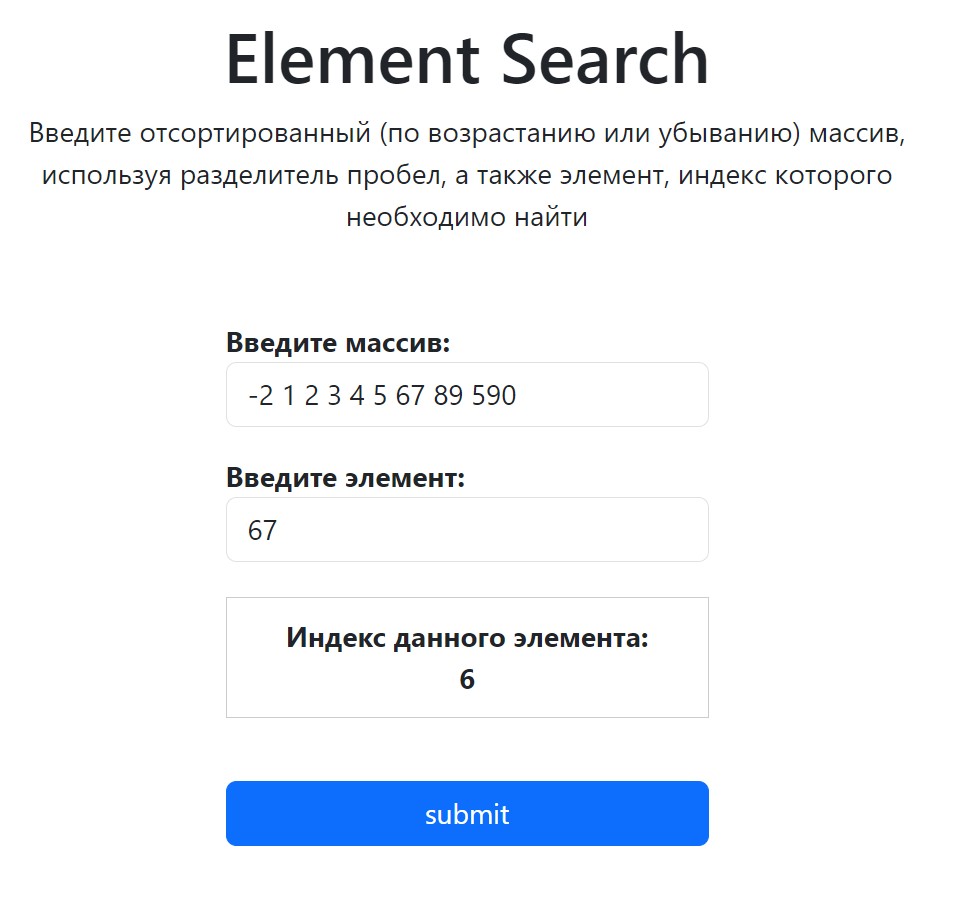 Element Search
Введите отсортированный (по возрастанию или убыванию) массив,
используя разделитель пробел, а также элемент, индекс которого
необходимо найти
Введите массив:
-2 1 2 3 4 5 67 89 590
Введите элемент:
67
Индекс данного элемента:
6
submit